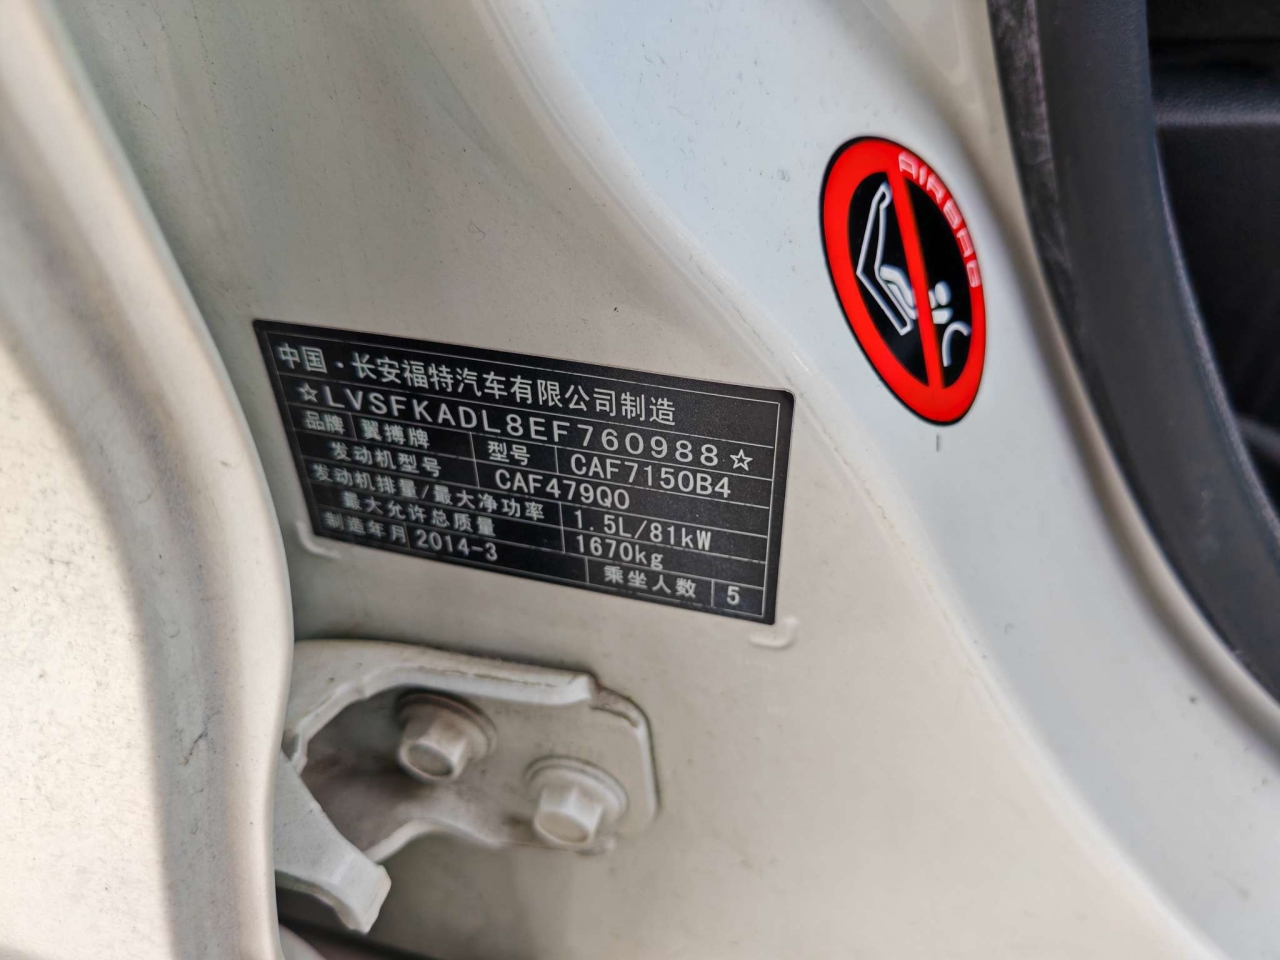 中国·长安福特汽车有限公司制造
☆LVSFKADL8EF760988☆
品牌 翼搏牌 型号 CAF7150B4
发动机型号 CAF479Q0
发动机排量/最大净功率 1.5L/81kW
最大允许总质量 1670kg
制造年月 2014-3 乘坐人数 5
AIRBAG